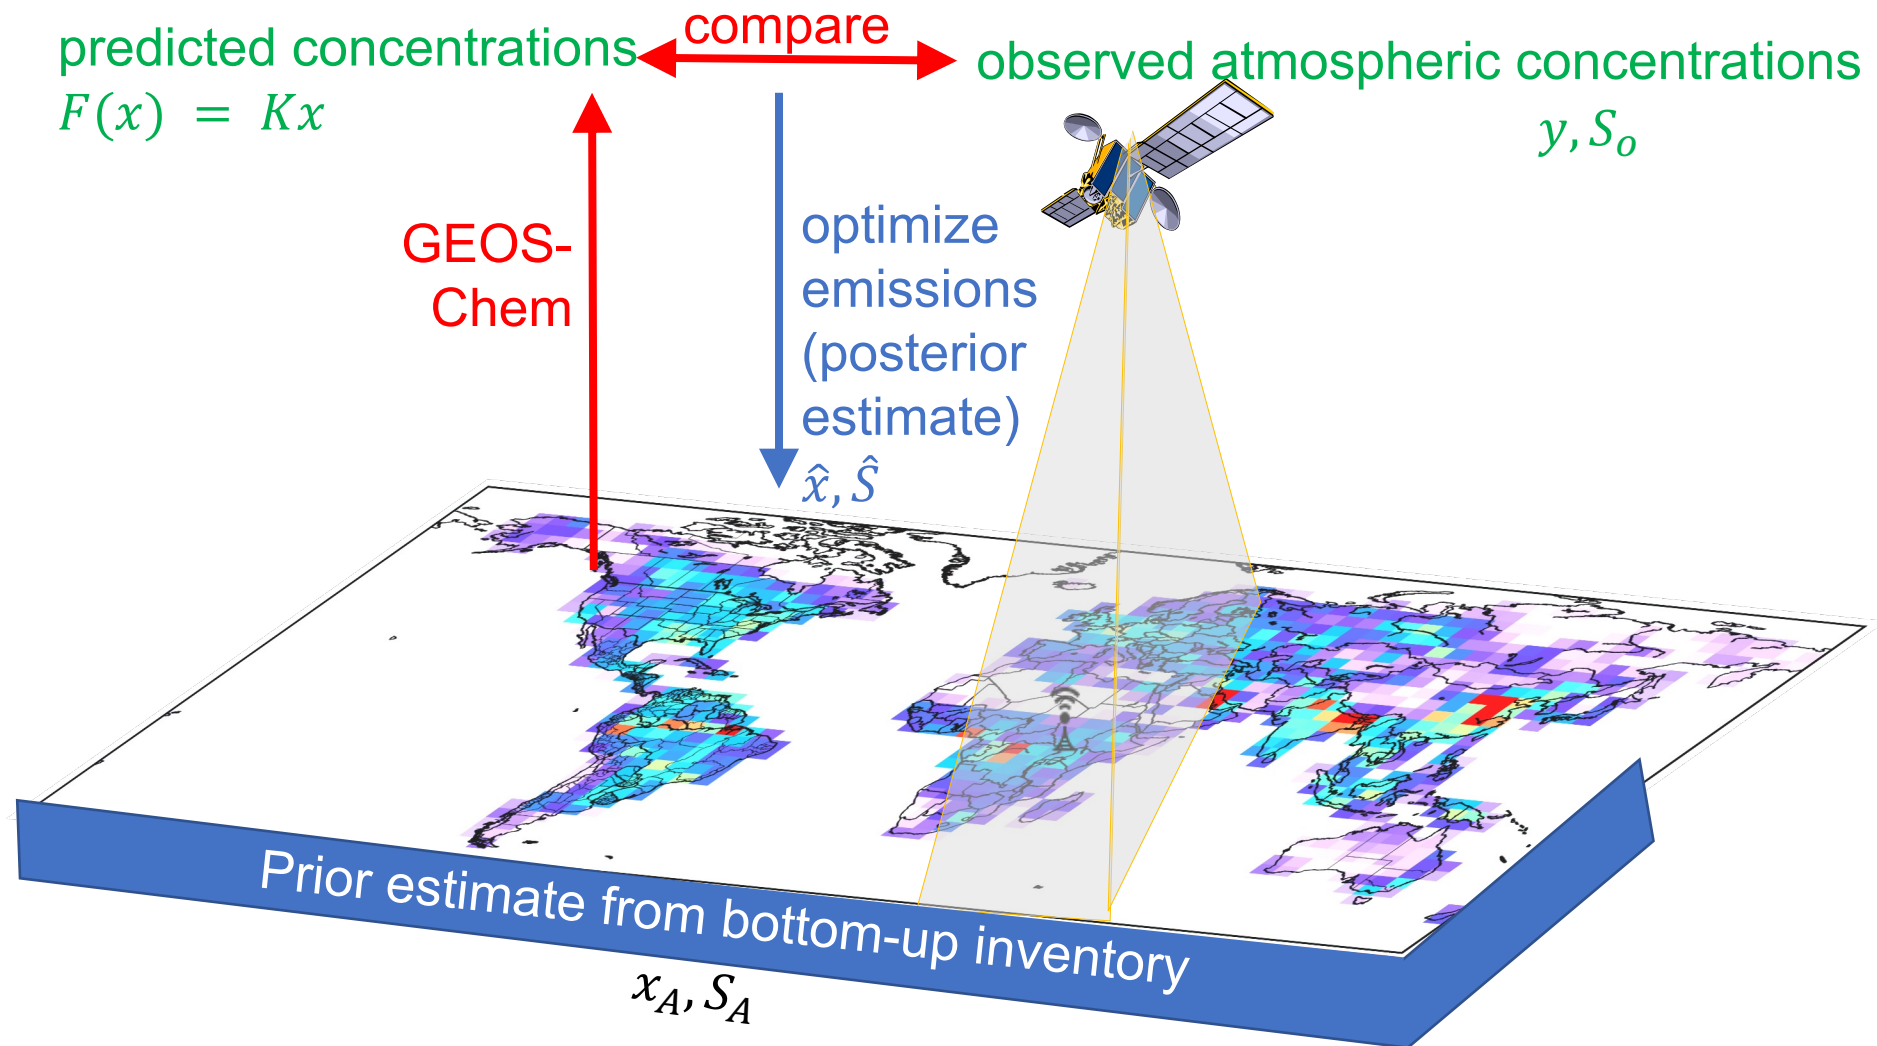 compare
predicted concentrations
observed atmospheric concentrations
F(x) = Kx
y, S_o
GEOS-
Chem
optimize
emissions
(posterior
estimate)
x̂, Ŝ
Prior estimate from bottom-up inventory
x_A, S_A